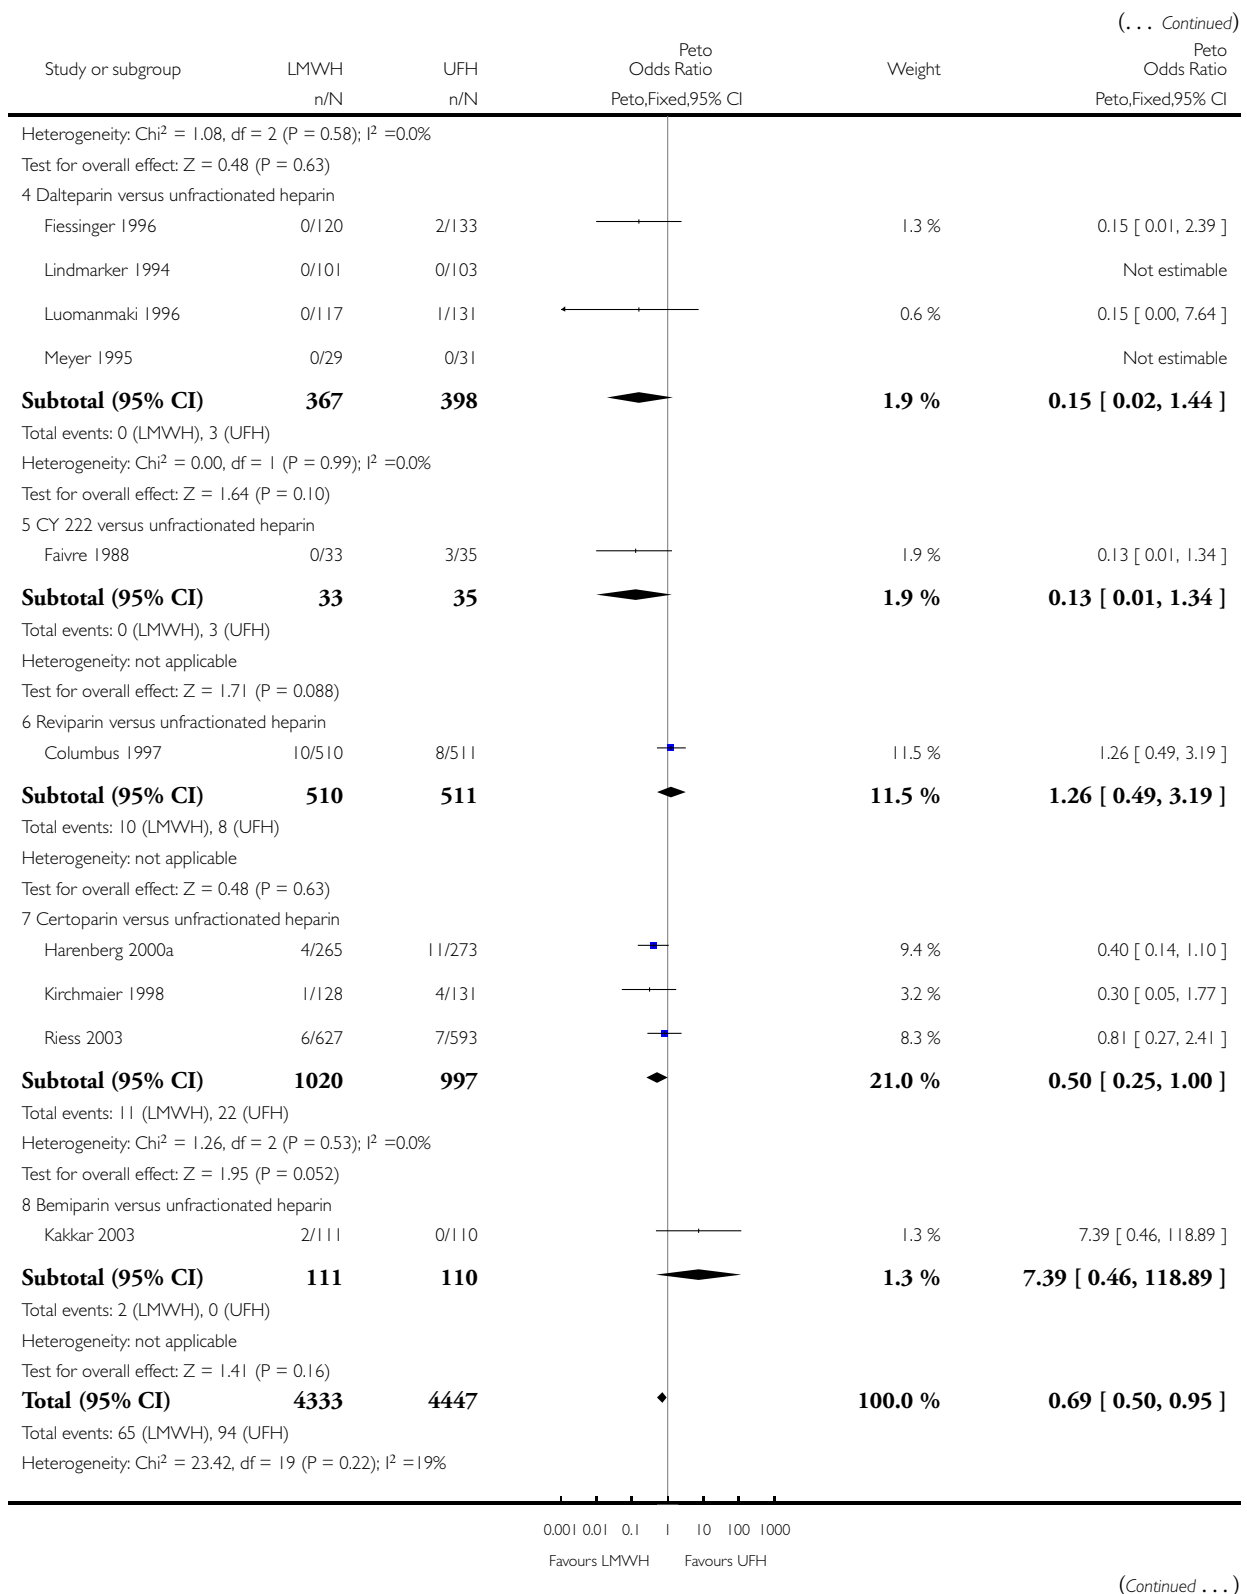 (. . . Continued)
Peto Peto
Study or subgroup LMWH UFH Odds Ratio Weight Odds Ratio
n/N n/N Peto,Fixed,95% CI Peto,Fixed,95% CI
Heterogeneity: Chi² = 1.08, df = 2 (P = 0.58); I² =0.0%
Test for overall effect: Z = 0.48 (P = 0.63)
4 Dalteparin versus unfractionated heparin
Fiessinger 1996 0/120 2/133 1.3 % 0.15 [ 0.01, 2.39 ]
Lindmarker 1994 0/101 0/103 Not estimable
Luomanmaki 1996 0/117 1/131 0.6 % 0.15 [ 0.00, 7.64 ]
Meyer 1995 0/29 0/31 Not estimable
Subtotal (95% CI) 367 398 1.9 % 0.15 [ 0.02, 1.44 ]
Total events: 0 (LMWH), 3 (UFH)
Heterogeneity: Chi² = 0.00, df = 1 (P = 0.99); I² =0.0%
Test for overall effect: Z = 1.64 (P = 0.10)
5 CY 222 versus unfractionated heparin
Faivre 1988 0/33 3/35 1.9 % 0.13 [ 0.01, 1.34 ]
Subtotal (95% CI) 33 35 1.9 % 0.13 [ 0.01, 1.34 ]
Total events: 0 (LMWH), 3 (UFH)
Heterogeneity: not applicable
Test for overall effect: Z = 1.71 (P = 0.088)
6 Reviparin versus unfractionated heparin
Columbus 1997 10/510 8/511 11.5 % 1.26 [ 0.49, 3.19 ]
Subtotal (95% CI) 510 511 11.5 % 1.26 [ 0.49, 3.19 ]
Total events: 10 (LMWH), 8 (UFH)
Heterogeneity: not applicable
Test for overall effect: Z = 0.48 (P = 0.63)
7 Certoparin versus unfractionated heparin
Harenberg 2000a 4/265 11/273 9.4 % 0.40 [ 0.14, 1.10 ]
Kirchmaier 1998 1/128 4/131 3.2 % 0.30 [ 0.05, 1.77 ]
Riess 2003 6/627 7/593 8.3 % 0.81 [ 0.27, 2.41 ]
Subtotal (95% CI) 1020 997 21.0 % 0.50 [ 0.25, 1.00 ]
Total events: 11 (LMWH), 22 (UFH)
Heterogeneity: Chi² = 1.26, df = 2 (P = 0.53); I² =0.0%
Test for overall effect: Z = 1.95 (P = 0.052)
8 Bemiparin versus unfractionated heparin
Kakkar 2003 2/111 0/110 1.3 % 7.39 [ 0.46, 118.89 ]
Subtotal (95% CI) 111 110 1.3 % 7.39 [ 0.46, 118.89 ]
Total events: 2 (LMWH), 0 (UFH)
Heterogeneity: not applicable
Test for overall effect: Z = 1.41 (P = 0.16)
Total (95% CI) 4333 4447 100.0 % 0.69 [ 0.50, 0.95 ]
Total events: 65 (LMWH), 94 (UFH)
Heterogeneity: Chi² = 23.42, df = 19 (P = 0.22); I² =19%
0.001 0.01 0.1 1 10 100 1000
Favours LMWH Favours UFH
(Continued . . . )